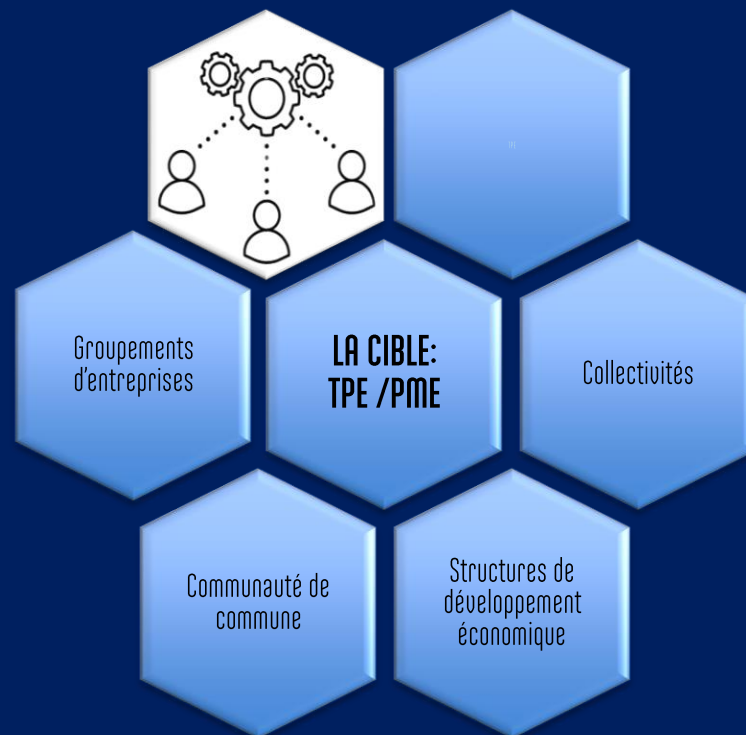 Groupements
d'entreprises
LA CIBLE:
TPE /PME
Collectivités
Communauté de
commune
Structures de
développement
économique